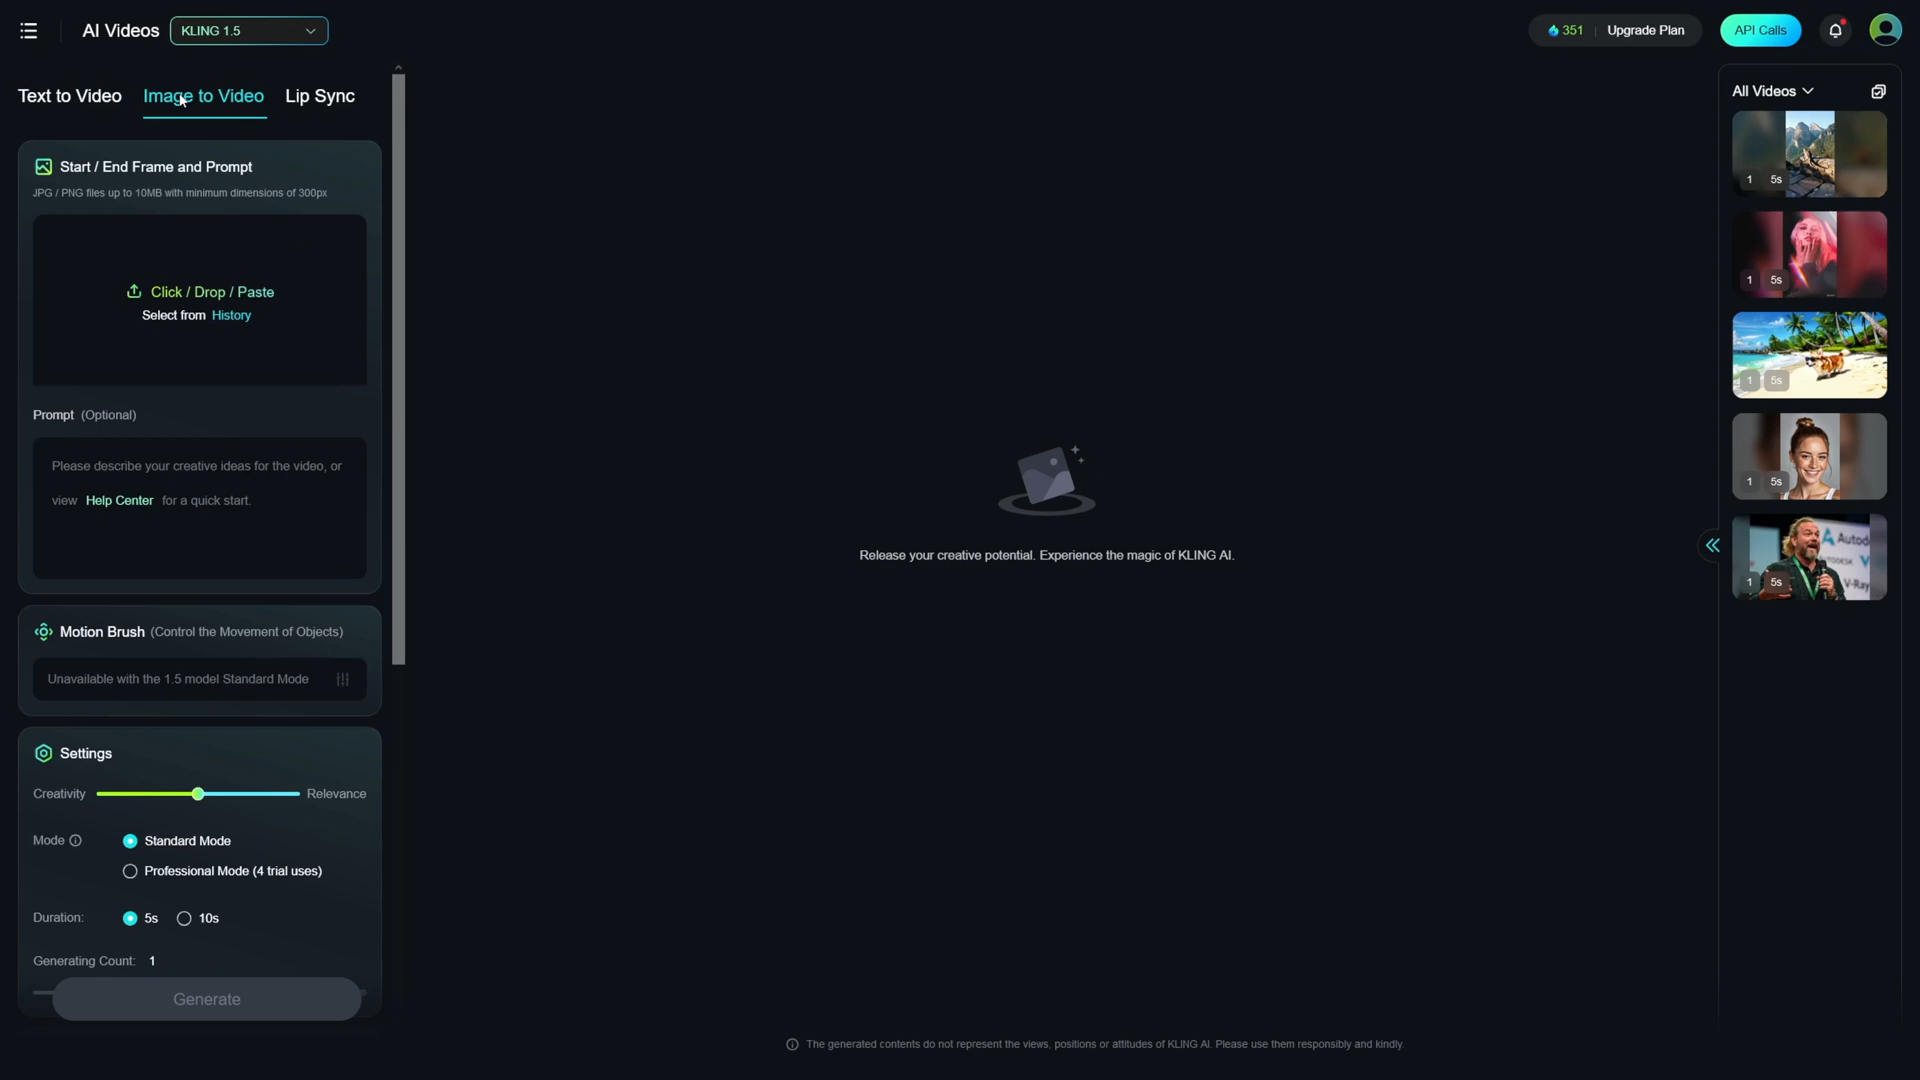 AI Videos KLING 1.5
351 Upgrade Plan API Calls
Text to Video Image to Video Lip Sync
Start / End Frame and Prompt
JPG / PNG files up to 10MB with minimum dimensions of 300px
Click / Drop / Paste
Select from History
Prompt (Optional)
Please describe your creative ideas for the video, or
view Help Center for a quick start.
Motion Brush (Control the Movement of Objects)
Unavailable with the 1.5 model Standard Mode
Settings
Creativity Relevance
Mode Standard Mode
Professional Mode (4 trial uses)
Duration: 5s 10s
Generating Count: 1
Generate
Release your creative potential. Experience the magic of KLING AI.
The generated contents do not represent the views, positions or attitudes of KLING AI. Please use them responsibly and kindly.
All Videos
1 5s
1 5s
1 5s
1 5s
Autod
TODESK
V-Ray
1 5s